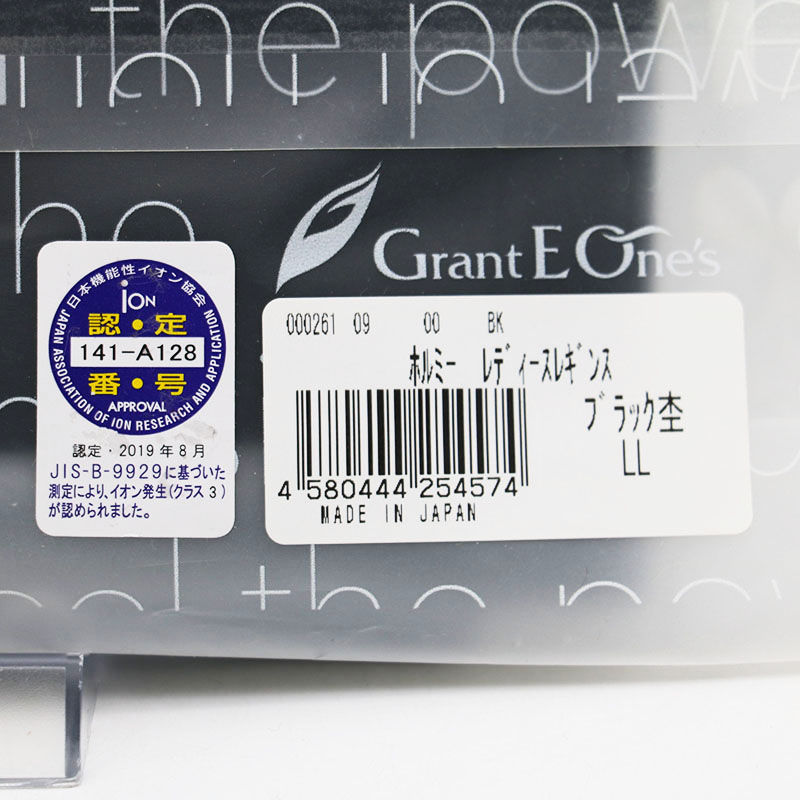 the powe
the
Grant E One's
日本機能性イオン協会
ION
認・定
141-A128
番・号
APPROVAL
JAPAN ASSOCIATION OF ION RESEARCH AND APPLICATION
認定・2019年8月
JIS-B-9929に基づいた
測定により、イオン発生(クラス3)
が認められました。
000261 09 00 BK
ホルミー レディースレギンス
ブラック杢
LL
4 580444 254574
MADE IN JAPAN
the po